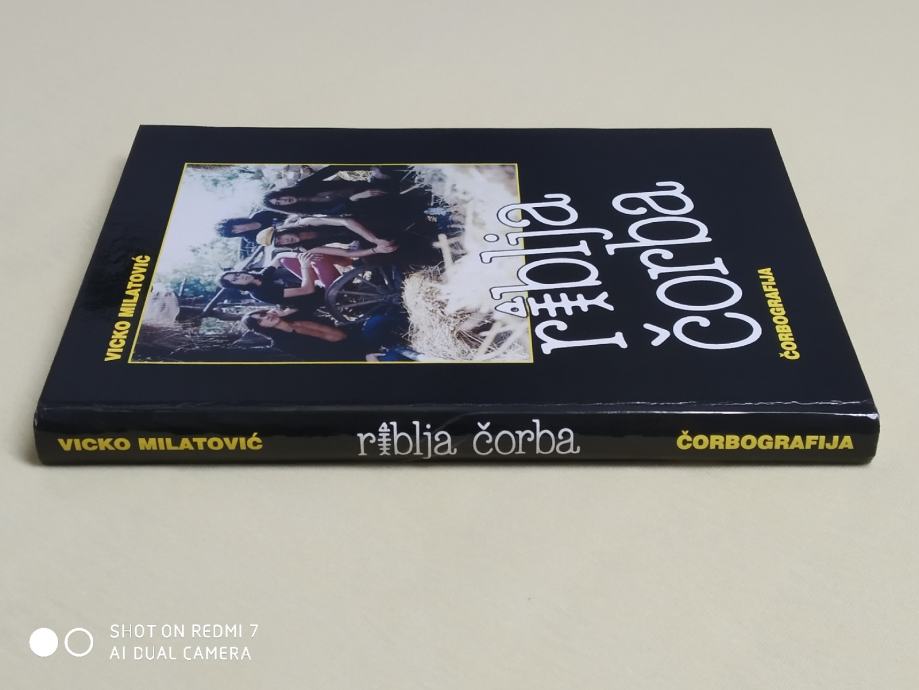 VICKO MILATOVIĆ
riblja
čorba
ČORBOGRAFIJA
VICKO MILATOVIĆ riblja čorba ČORBOGRAFIJA
SHOT ON REDMI 7
AI DUAL CAMERA